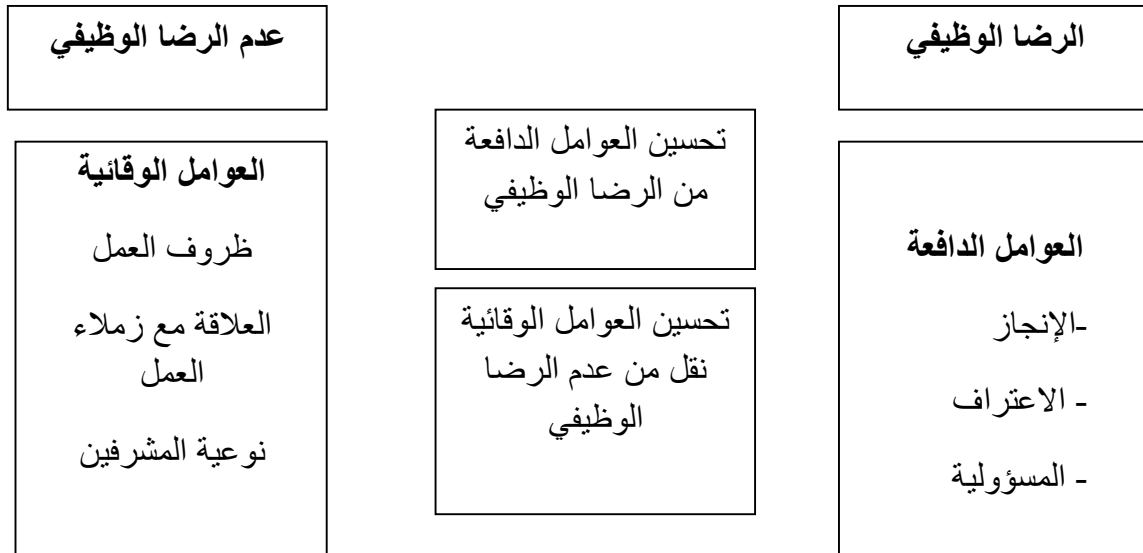 الرضا الوظيفي
عدم الرضا الوظيفي
العوامل الدافعة
-الإنجاز
- الاعتراف
- المسؤولية
تحسين العوامل الدافعة
من الرضا الوظيفي
تحسين العوامل الوقائية
نقل من عدم الرضا
الوظيفي
العوامل الوقائية
ظروف العمل
العلاقة مع زملاء
العمل
نوعية المشرفين